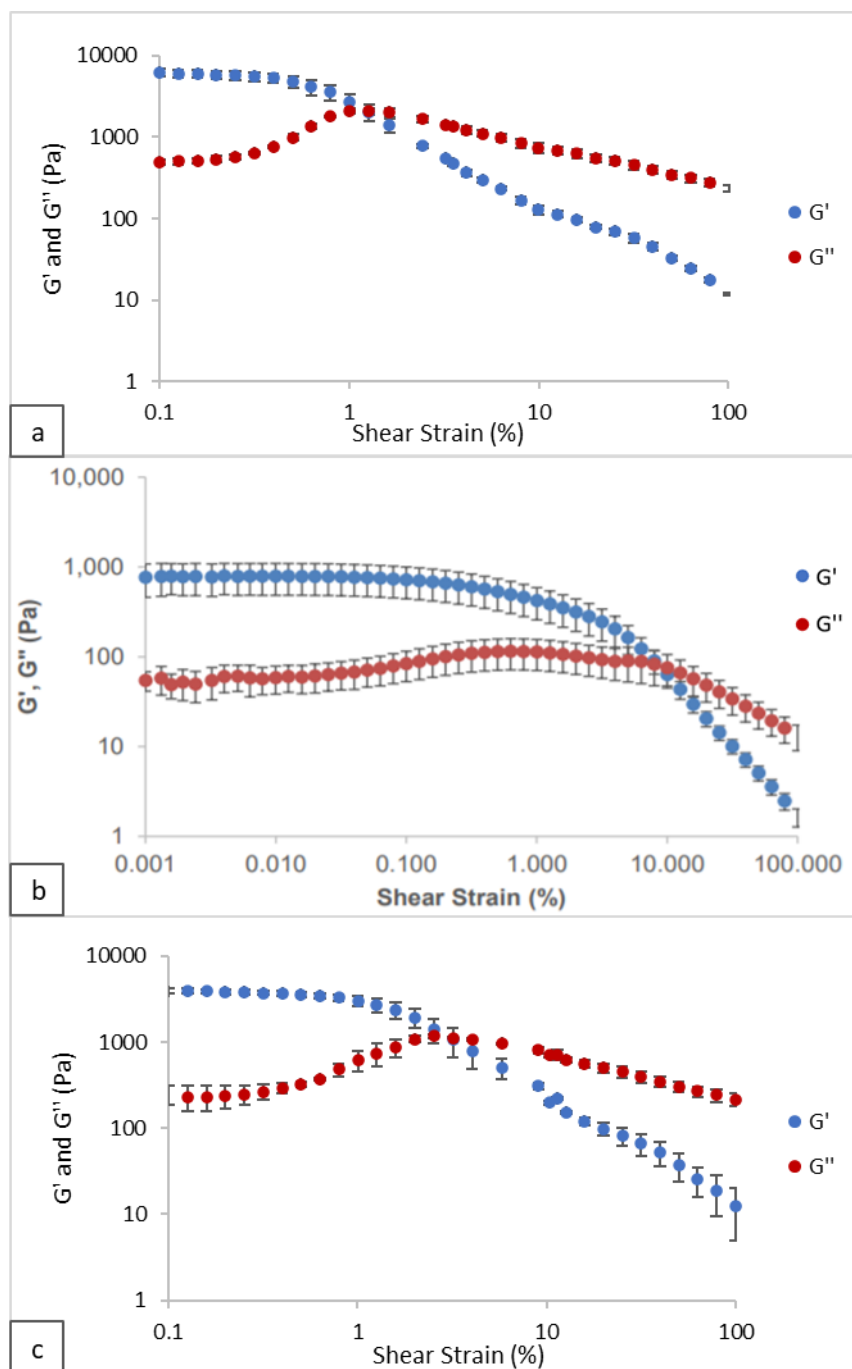 10000
1000
100
10
1
G' and G'' (Pa)
0.1 1 10 100
Shear Strain (%)
G'
G''
a
10,000
1,000
100
10
1
G', G" (Pa)
0.001 0.010 0.100 1.000 10.000 100.000
Shear Strain (%)
G'
G''
b
10000
1000
100
10
1
G' and G'' (Pa)
0.1 1 10 100
Shear Strain (%)
G'
G''
c